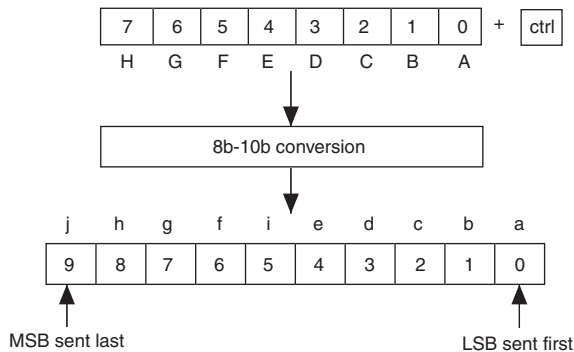 7 6 5 4 3 2 1 0 + ctrl
H G F E D C B A
8b-10b conversion
j h g f i e d c b a
9 8 7 6 5 4 3 2 1 0
MSB sent last LSB sent first